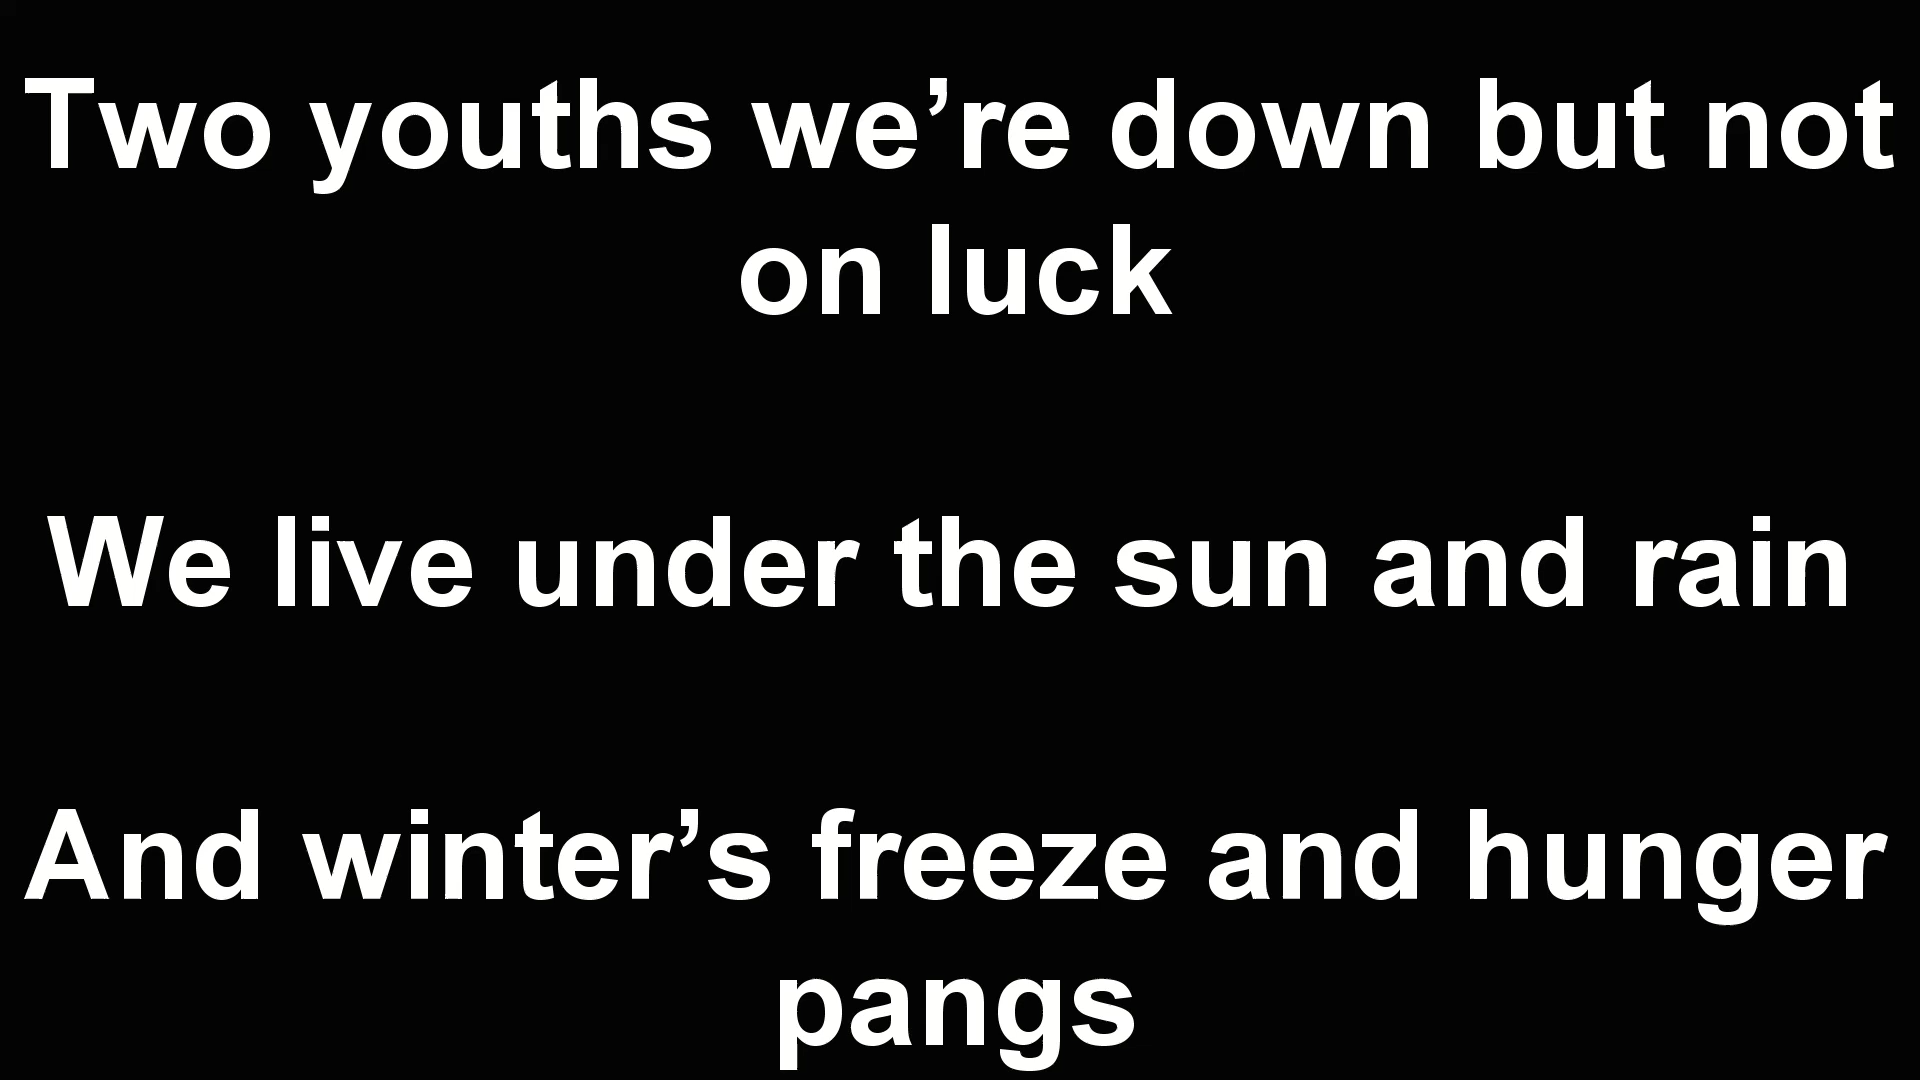 Two youths we’re down but not
on luck
We live under the sun and rain
And winter’s freeze and hunger
pangs